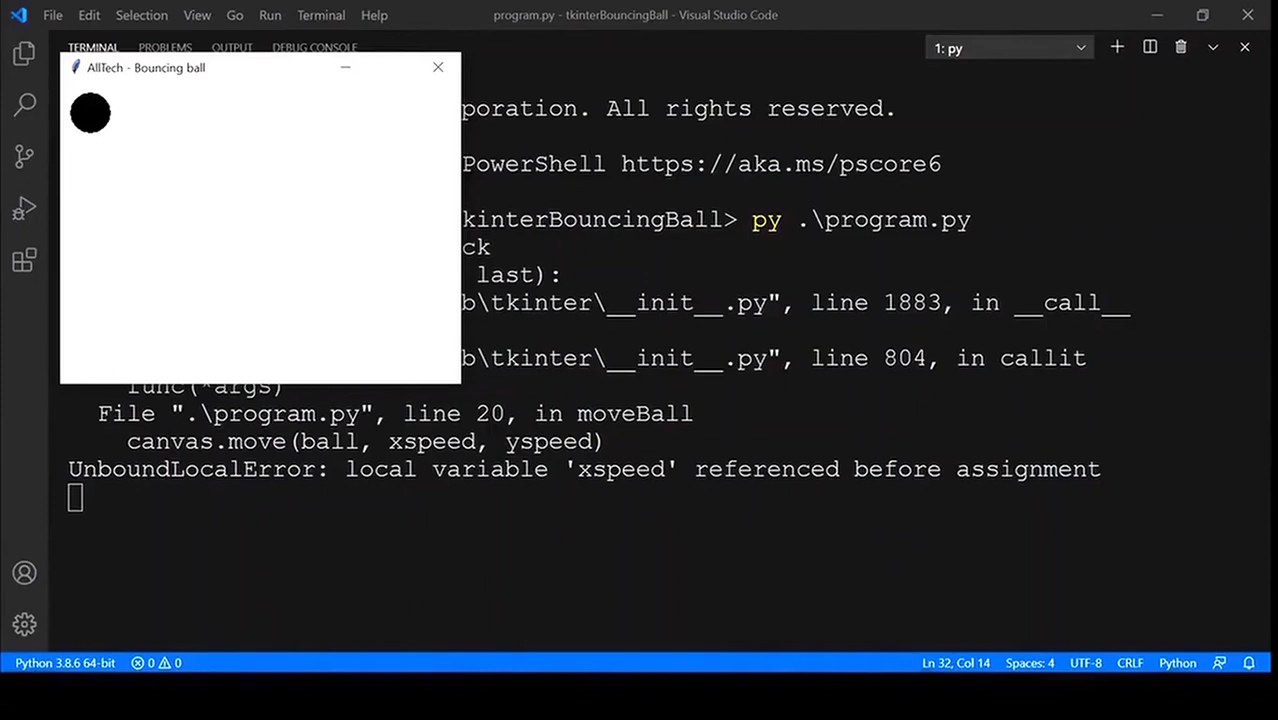 File Edit Selection View Go Run Terminal Help program.py - tkinterBouncingBall - Visual Studio Code
TERMINAL PROBLEMS OUTPUT DEBUG CONSOLE 1: py
AllTech - Bouncing ball
poration. All rights reserved.
PowerShell https://aka.ms/pscore6
kinterBouncingBall> py .\program.py
ck
last):
b\tkinter\__init__.py", line 1883, in __call__
b\tkinter\__init__.py", line 804, in callit
func(*args)
File ".\program.py", line 20, in moveBall
canvas.move(ball, xspeed, yspeed)
UnboundLocalError: local variable 'xspeed' referenced before assignment
Python 3.8.6 64-bit 0 0 Ln 32, Col 14 Spaces: 4 UTF-8 CRLF Python